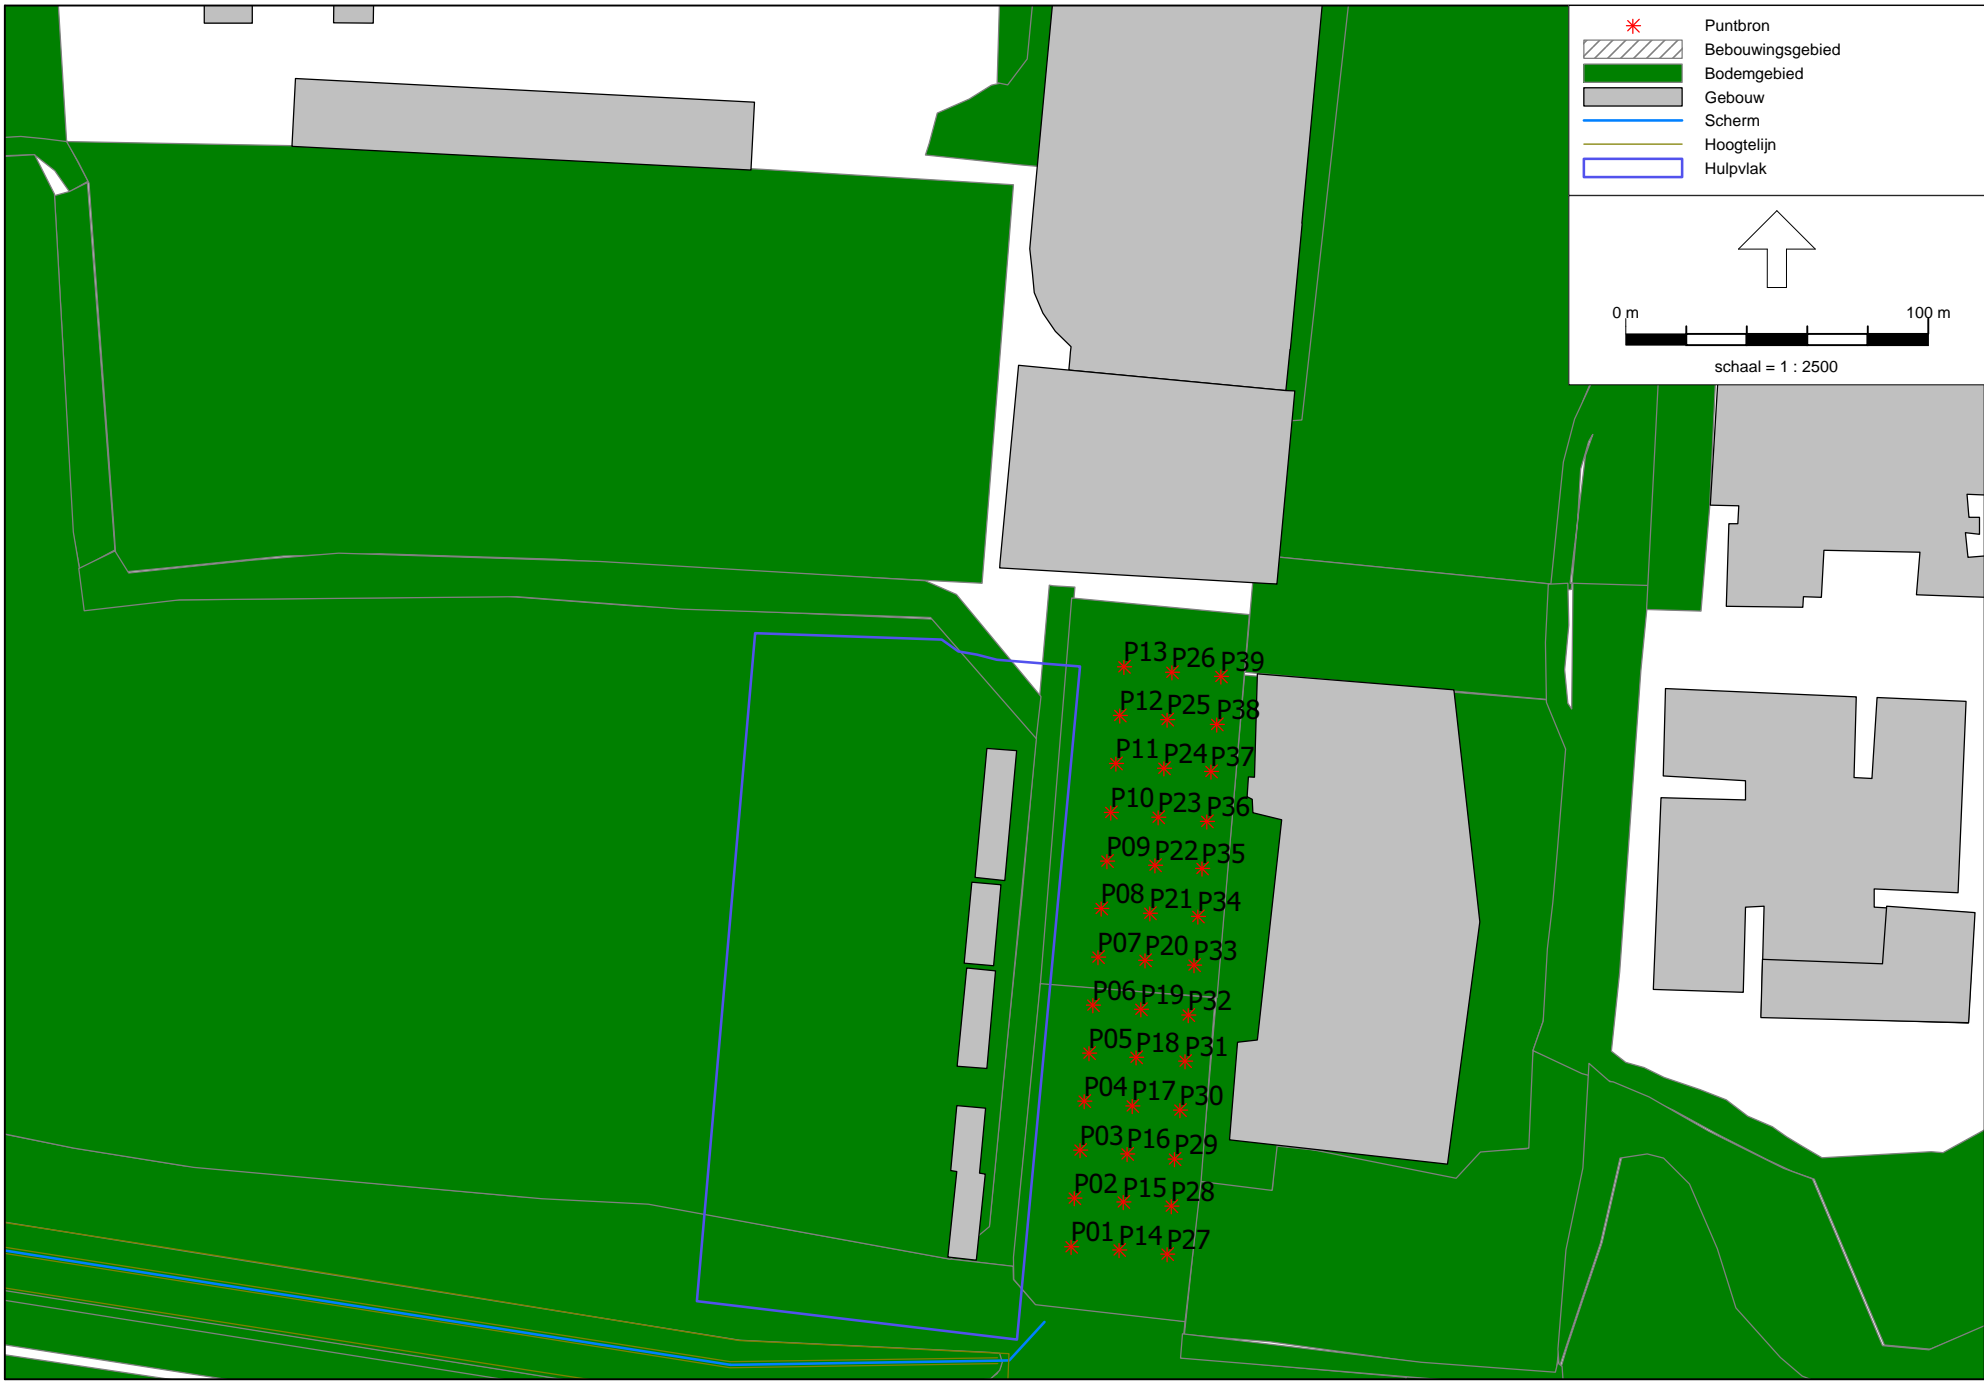 Puntbron
Bebouwingsgebied
Bodemgebied
Gebouw
Scherm
Hoogtelijn
Hulpvlak
0 m 100 m
schaal = 1 : 2500
P13 P26 P39
P12 P25 P38
P11 P24 P37
P10 P23 P36
P09 P22 P35
P08 P21 P34
P07 P20 P33
P06 P19 P32
P05 P18 P31
P04 P17 P30
P03 P16 P29
P02 P15 P28
P01 P14 P27